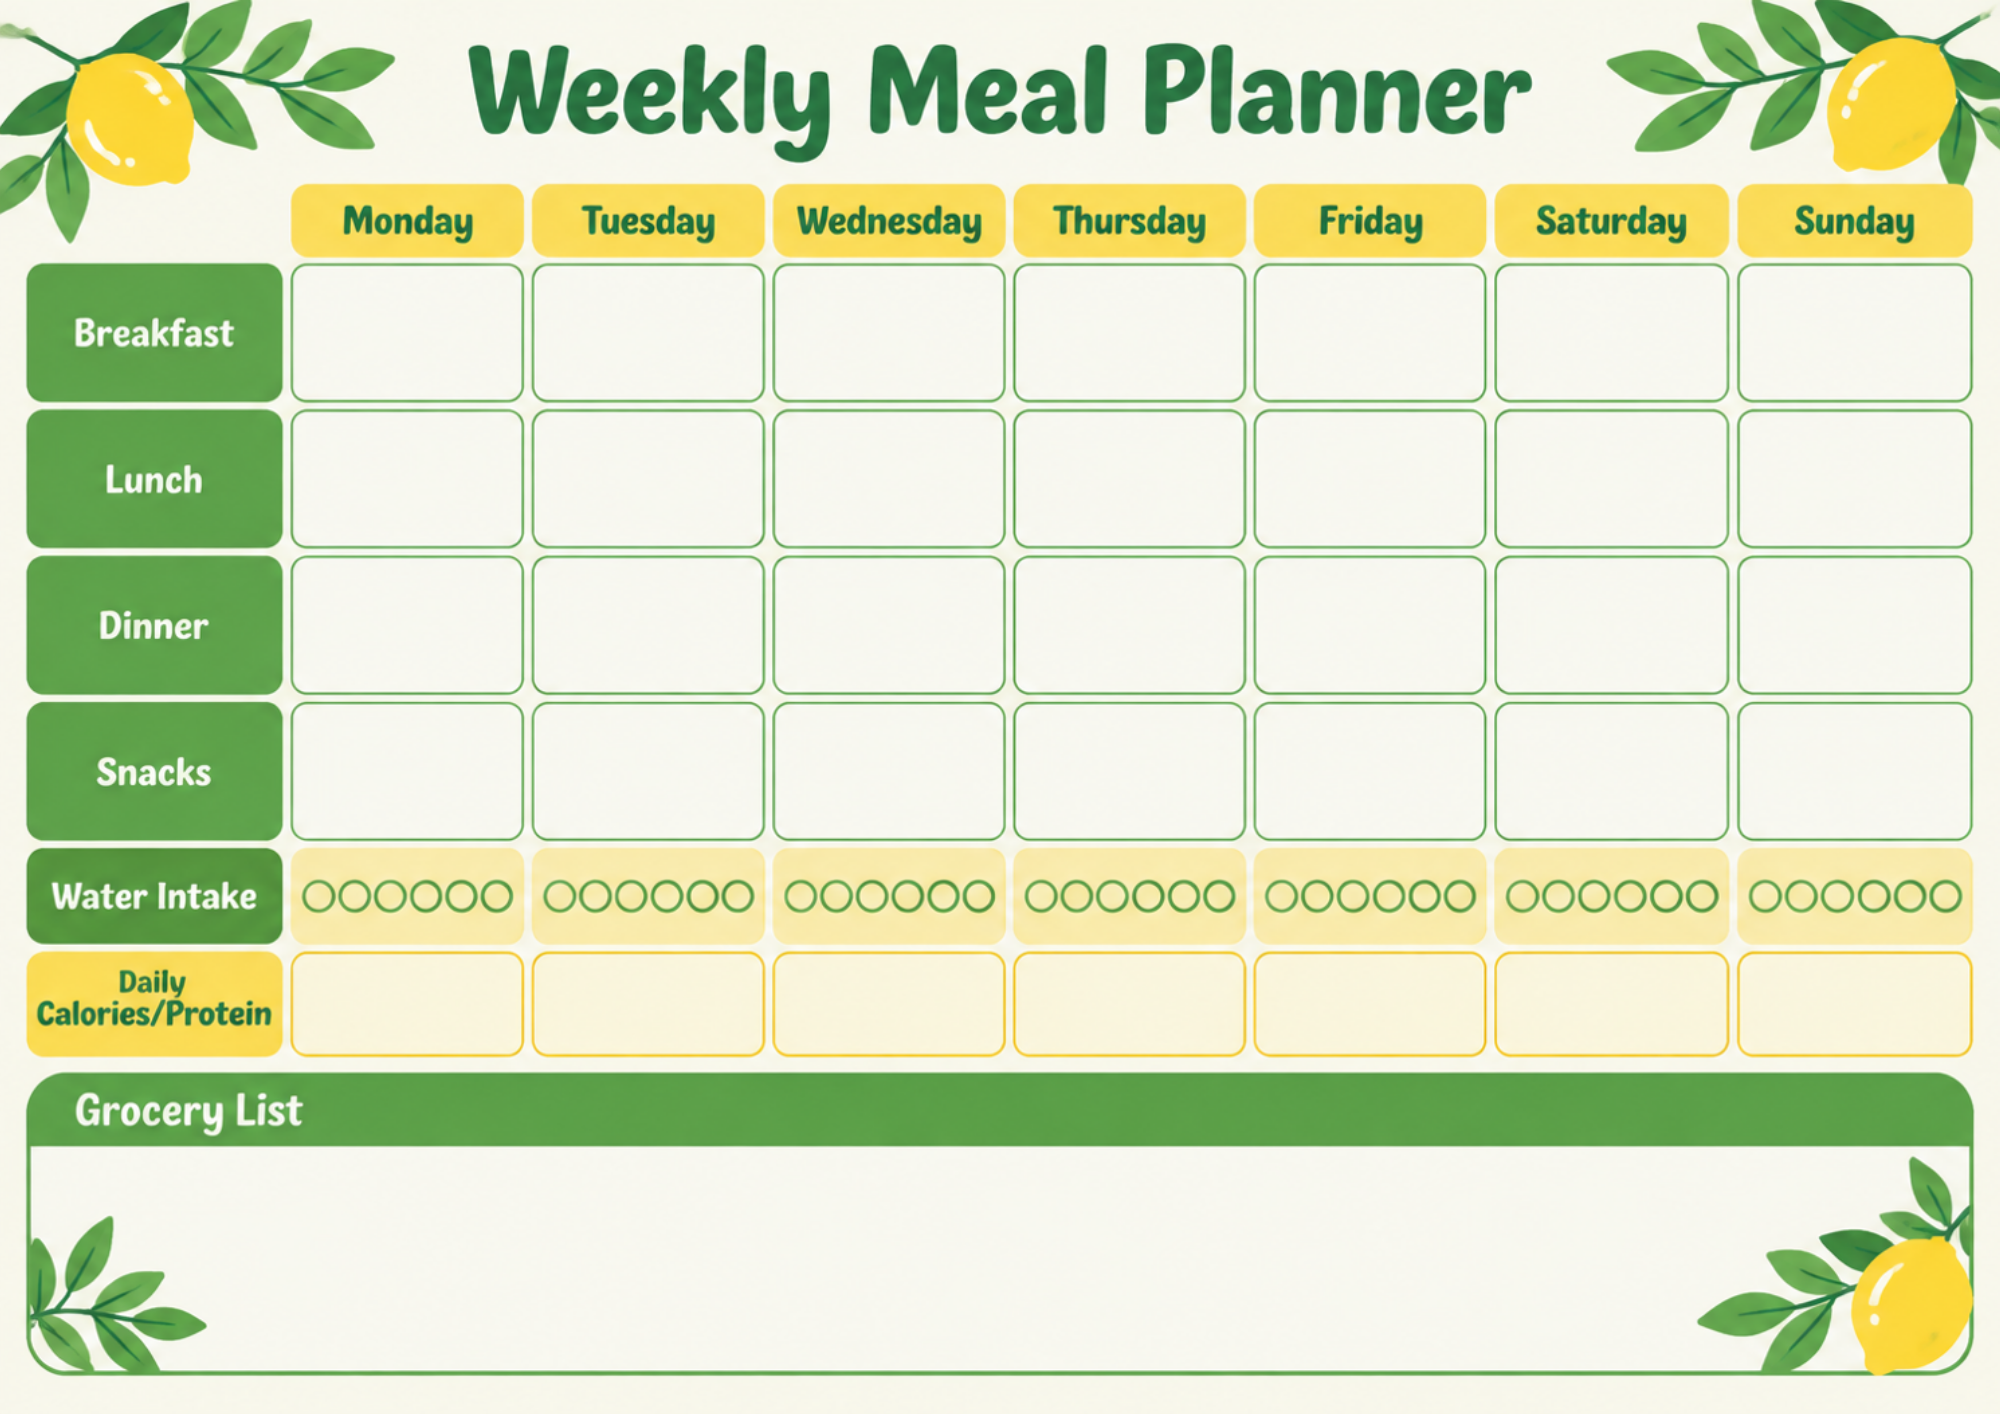 Weekly Meal Planner
Monday Tuesday Wednesday Thursday Friday Saturday Sunday
Breakfast
Lunch
Dinner
Snacks
Water Intake
Daily
Calories/Protein
Grocery List